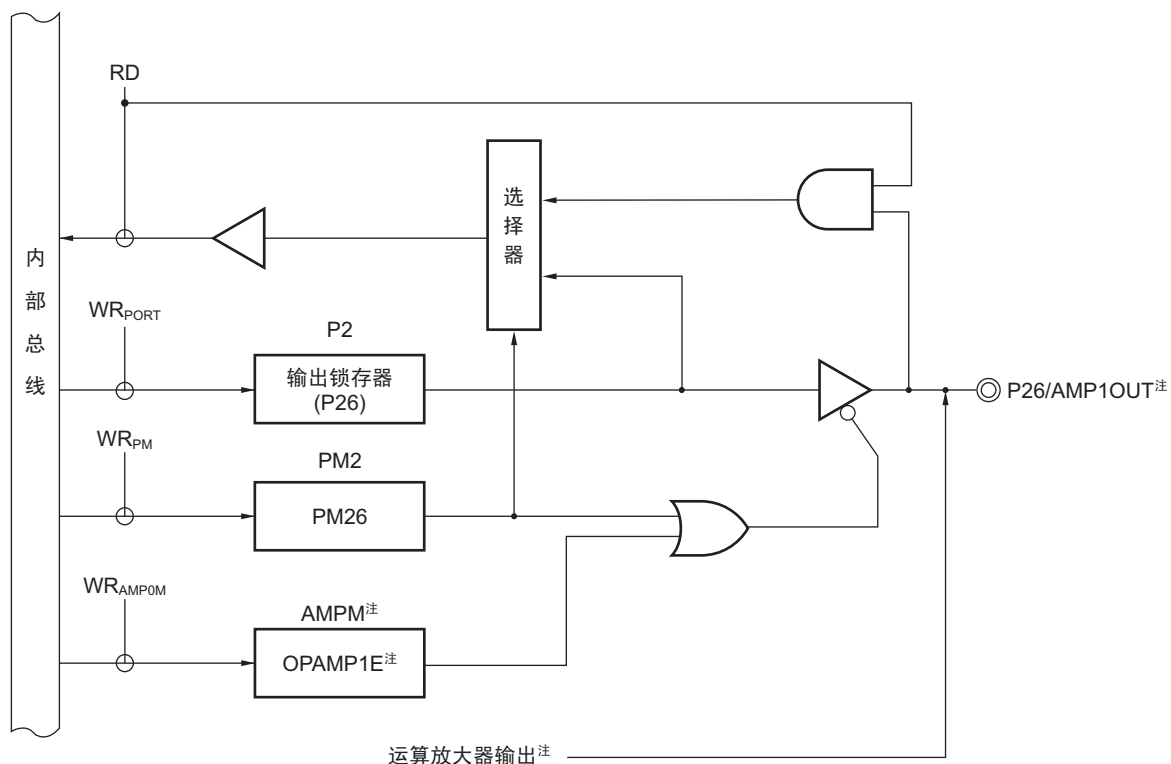 RD
选择器
内部总线
WRPORT
P2
输出锁存器
(P26)
P26/AMP1OUT注
WRPM
PM2
PM26
WRAMP0M
AMPM注
OPAMP1E注
运算放大器输出注